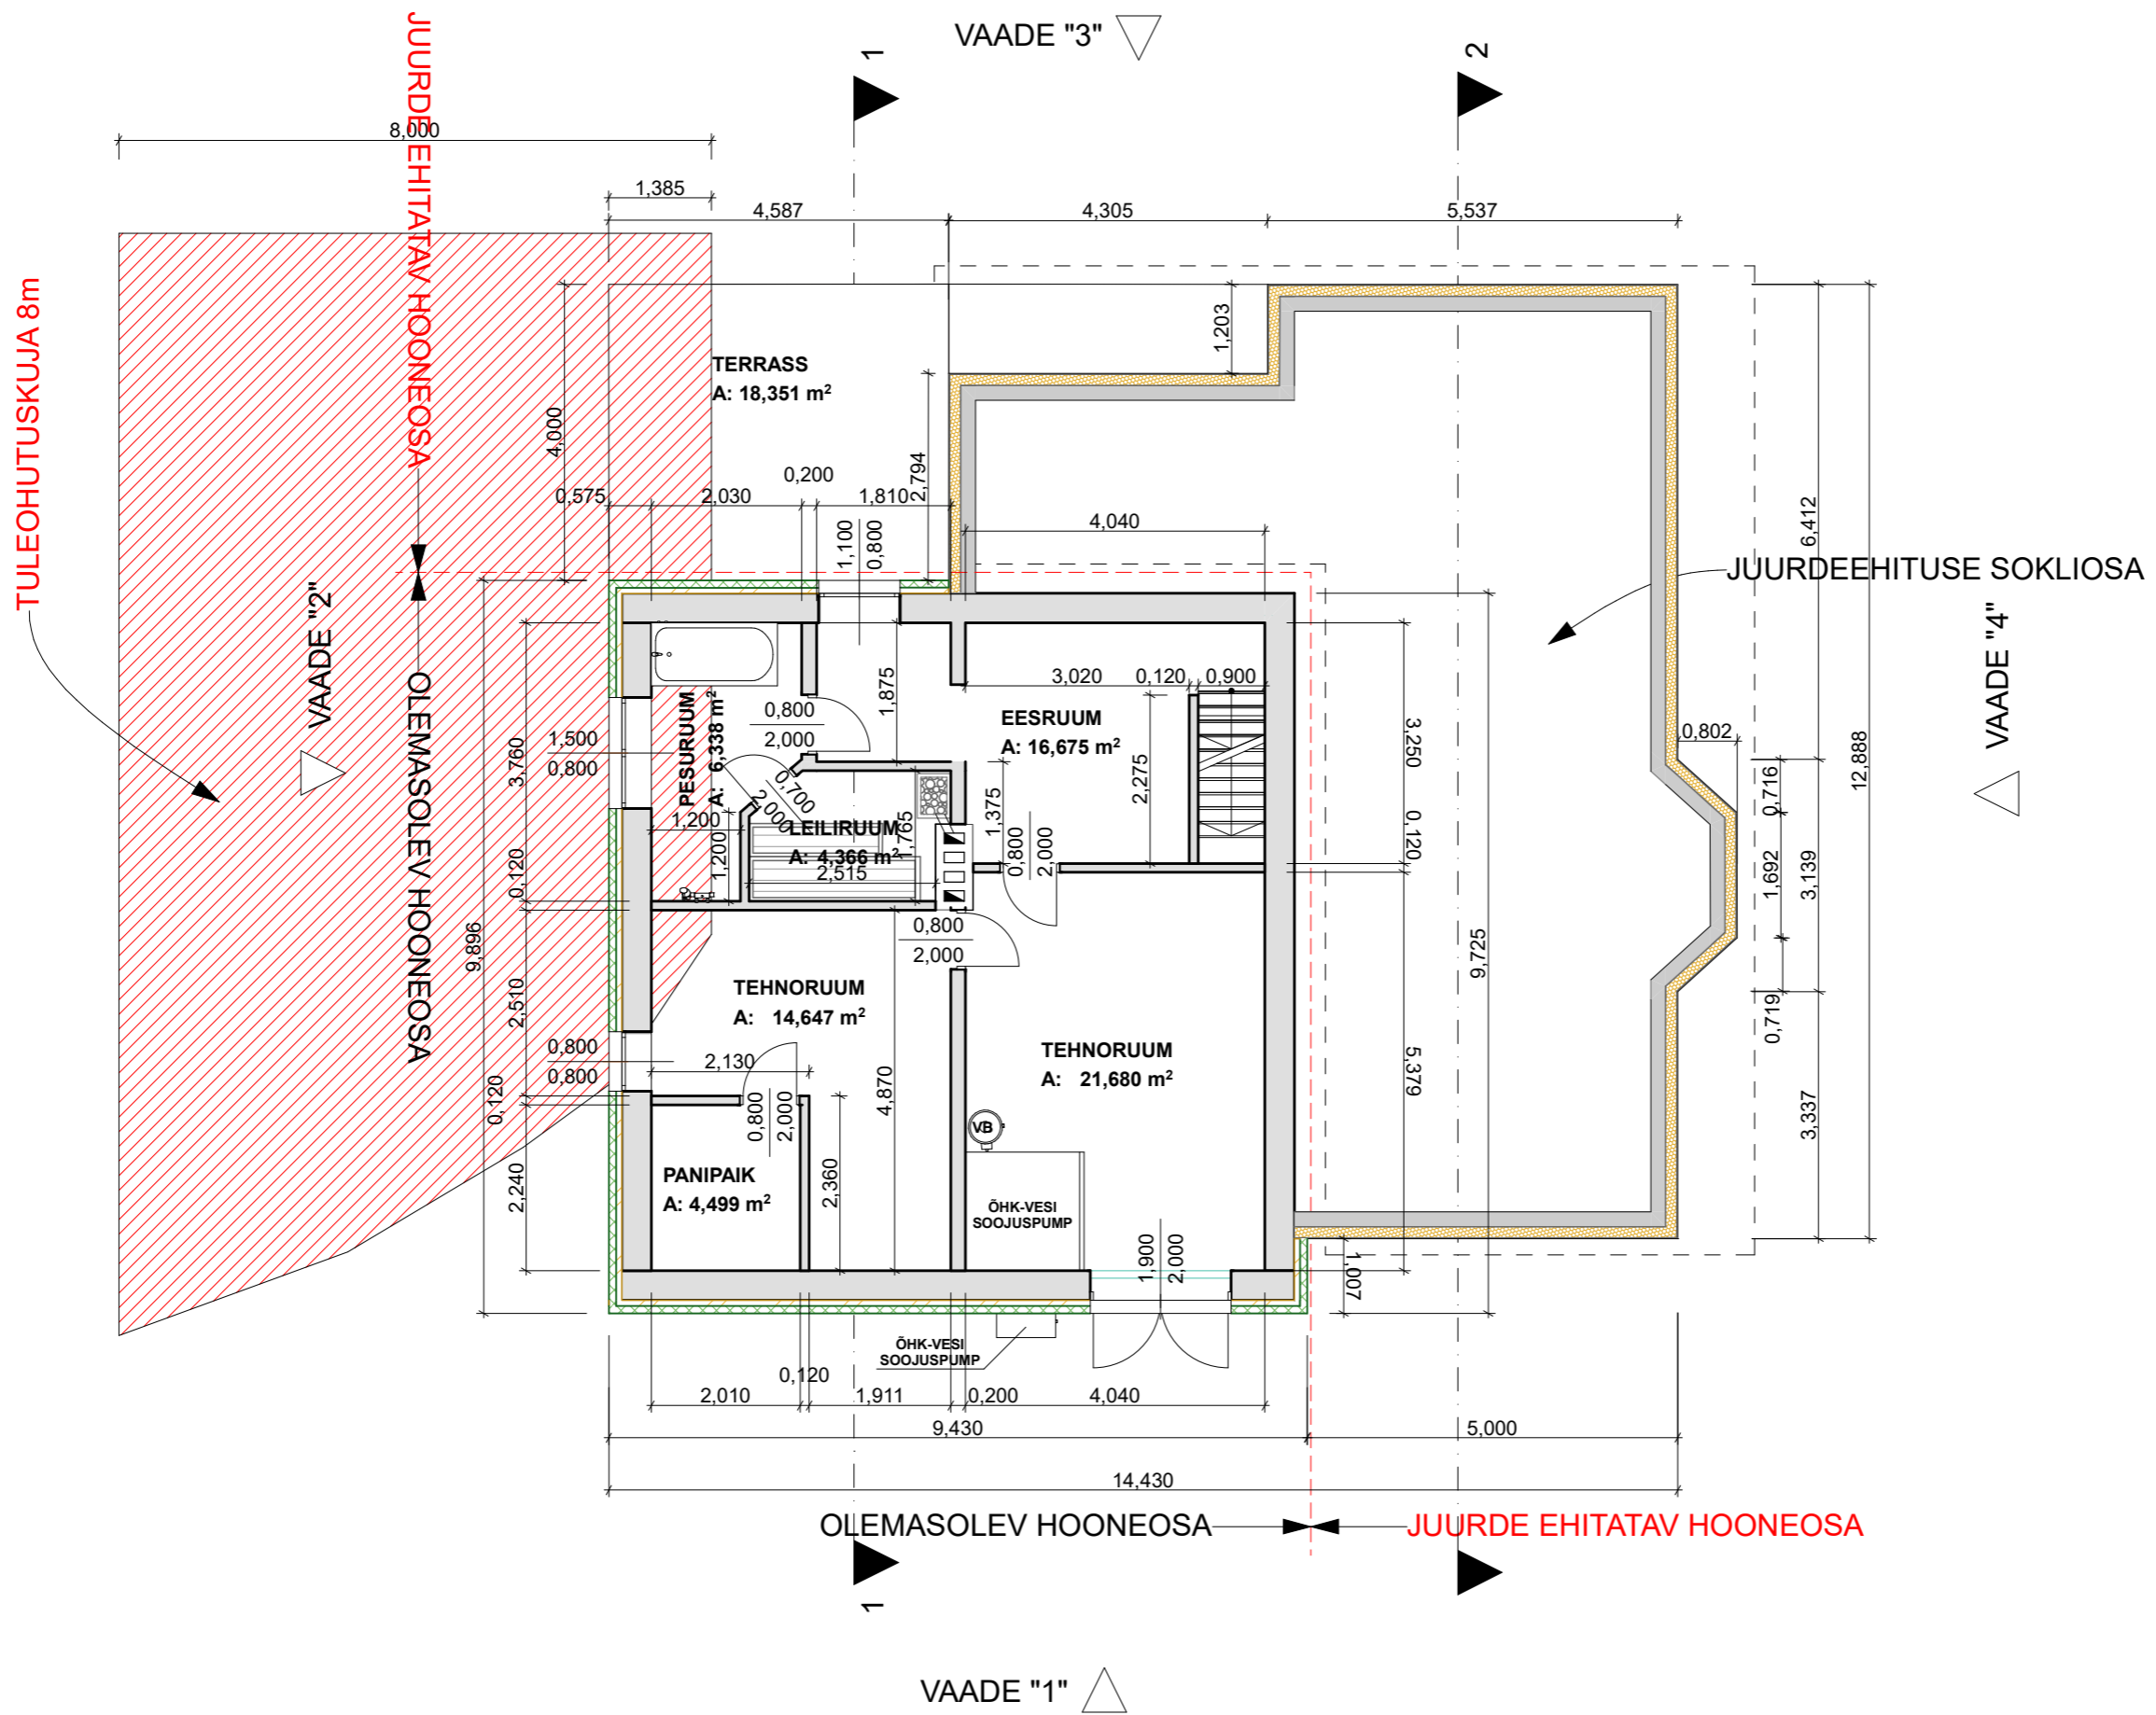 VAADE "3"
1
2
JUURDE EHITATAV HOONEOSA
8,000
1,385
4,587
4,305
5,537
TULEOHUTUSKUJA 8m
1,203
TERRASS
A: 18,351 m²
4,000
2,794
0,200
0,575
2,030
1,810
4,040
1,100
0,800
6,412
JUURDEEHITUSE SOKLIOSA
VAADE "2"
VAADE "4"
OLEMASOLEV HOONEOSA
3,760
1,500
0,800
PESURUUM
A: 6,338 m²
0,800
2,000
1,875
3,020
0,120
0,900
EESRUUM
A: 16,675 m²
2,275
3,250
0,802
12,888
0,716
0,700
2,000
1,200
1,200
LEILIRUUM
A: 4,366 m²
1,765
2,515
1,375
0,800
2,000
0,120
1,692
3,139
0,120
9,896
0,800
2,000
9,725
2,510
TEHNORUUM
A: 14,647 m²
0,719
0,800
0,800
2,130
4,870
TEHNORUUM
A: 21,680 m²
5,379
0,120
0,800
2,000
VB
3,337
2,240
PANIPAIK
A: 4,499 m²
2,360
ÕHK-VESI
SOOJUSPUMP
1,900
2,000
1,007
ÕHK-VESI
SOOJUSPUMP
0,120
2,010
1,911
0,200
4,040
9,430
5,000
14,430
OLEMASOLEV HOONEOSA
JUURDE EHITATAV HOONEOSA
1
VAADE "1"